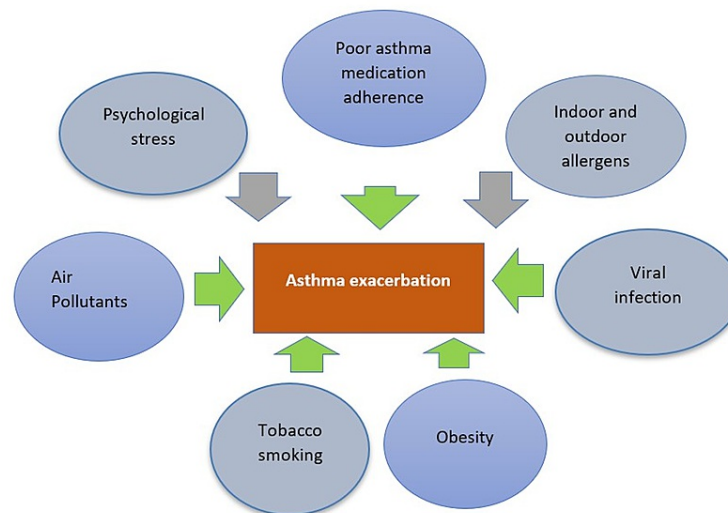 Poor asthma
medication
adherence
Psychological
stress
Indoor and
outdoor
allergens
Air
Pollutants
Asthma exacerbation
Viral
infection
Tobacco
smoking
Obesity